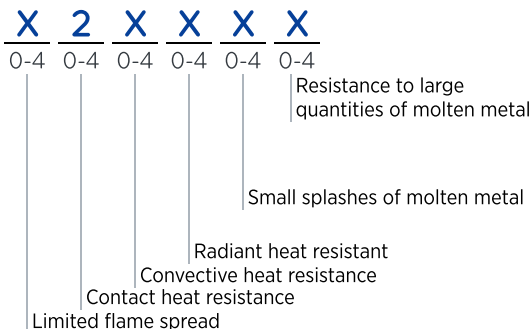 X 2 X X X X
0-4 0-4 0-4 0-4 0-4 0-4
Resistance to large
quantities of molten metal
Small splashes of molten metal
Radiant heat resistant
Convective heat resistance
Contact heat resistance
Limited flame spread